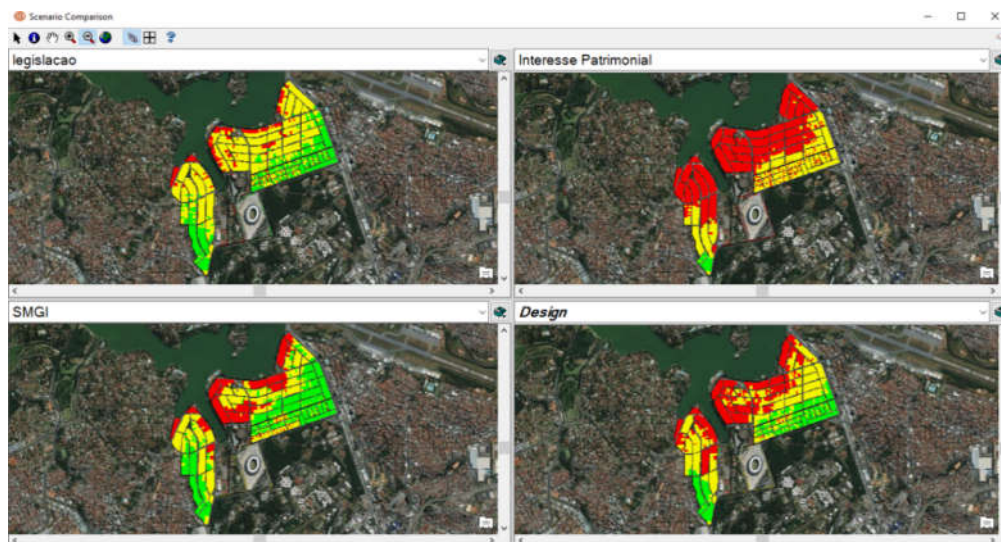 Scenario Comparison
legislacao
Interesse Patrimonial
SMGI
Design